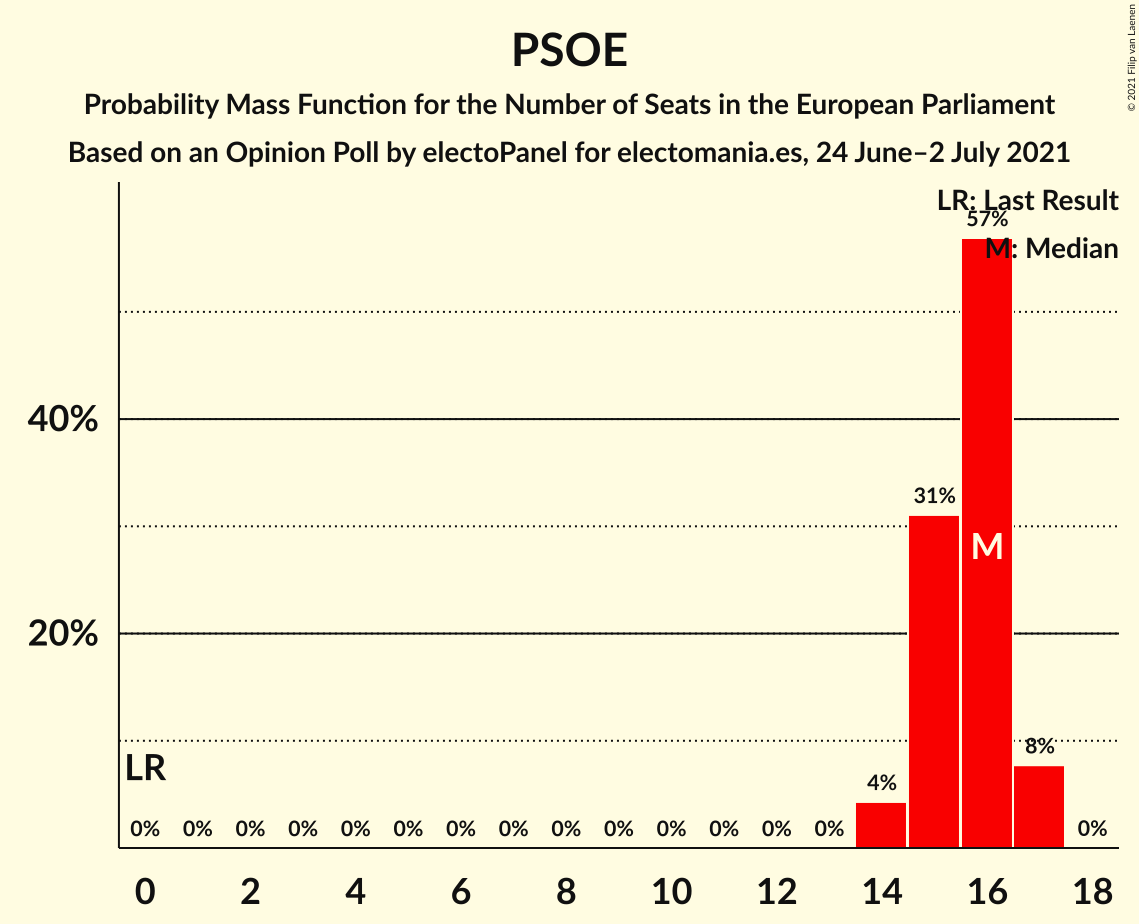 PSOE
Probability Mass Function for the Number of Seats in the European Parliament
Based on an Opinion Poll by electoPanel for electomania.es, 24 June–2 July 2021
© 2021 Filip van Laenen
LR: Last Result
57%
M: Median
40%
31%
M
20%
8%
LR
4%
0% 0% 0% 0% 0% 0% 0% 0% 0% 0% 0% 0% 0% 0% 0%
0 2 4 6 8 10 12 14 16 18